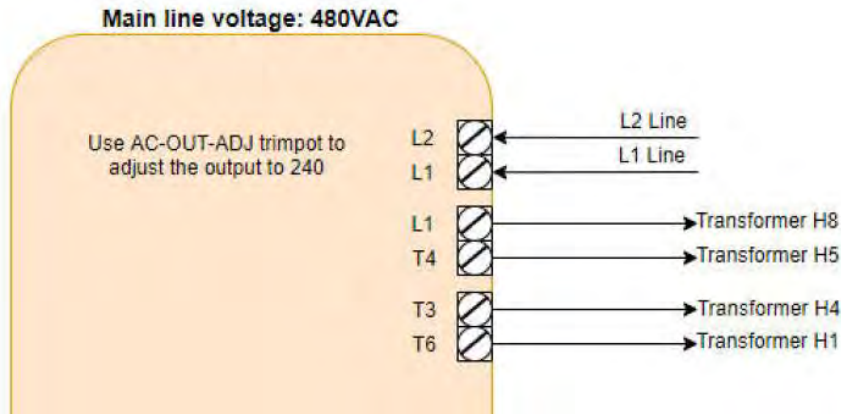 Main line voltage: 480VAC
Use AC-OUT-ADJ trimpot to
adjust the output to 240
L2
L2 Line
L1
L1 Line
L1
Transformer H8
T4
Transformer H5
T3
Transformer H4
T6
Transformer H1